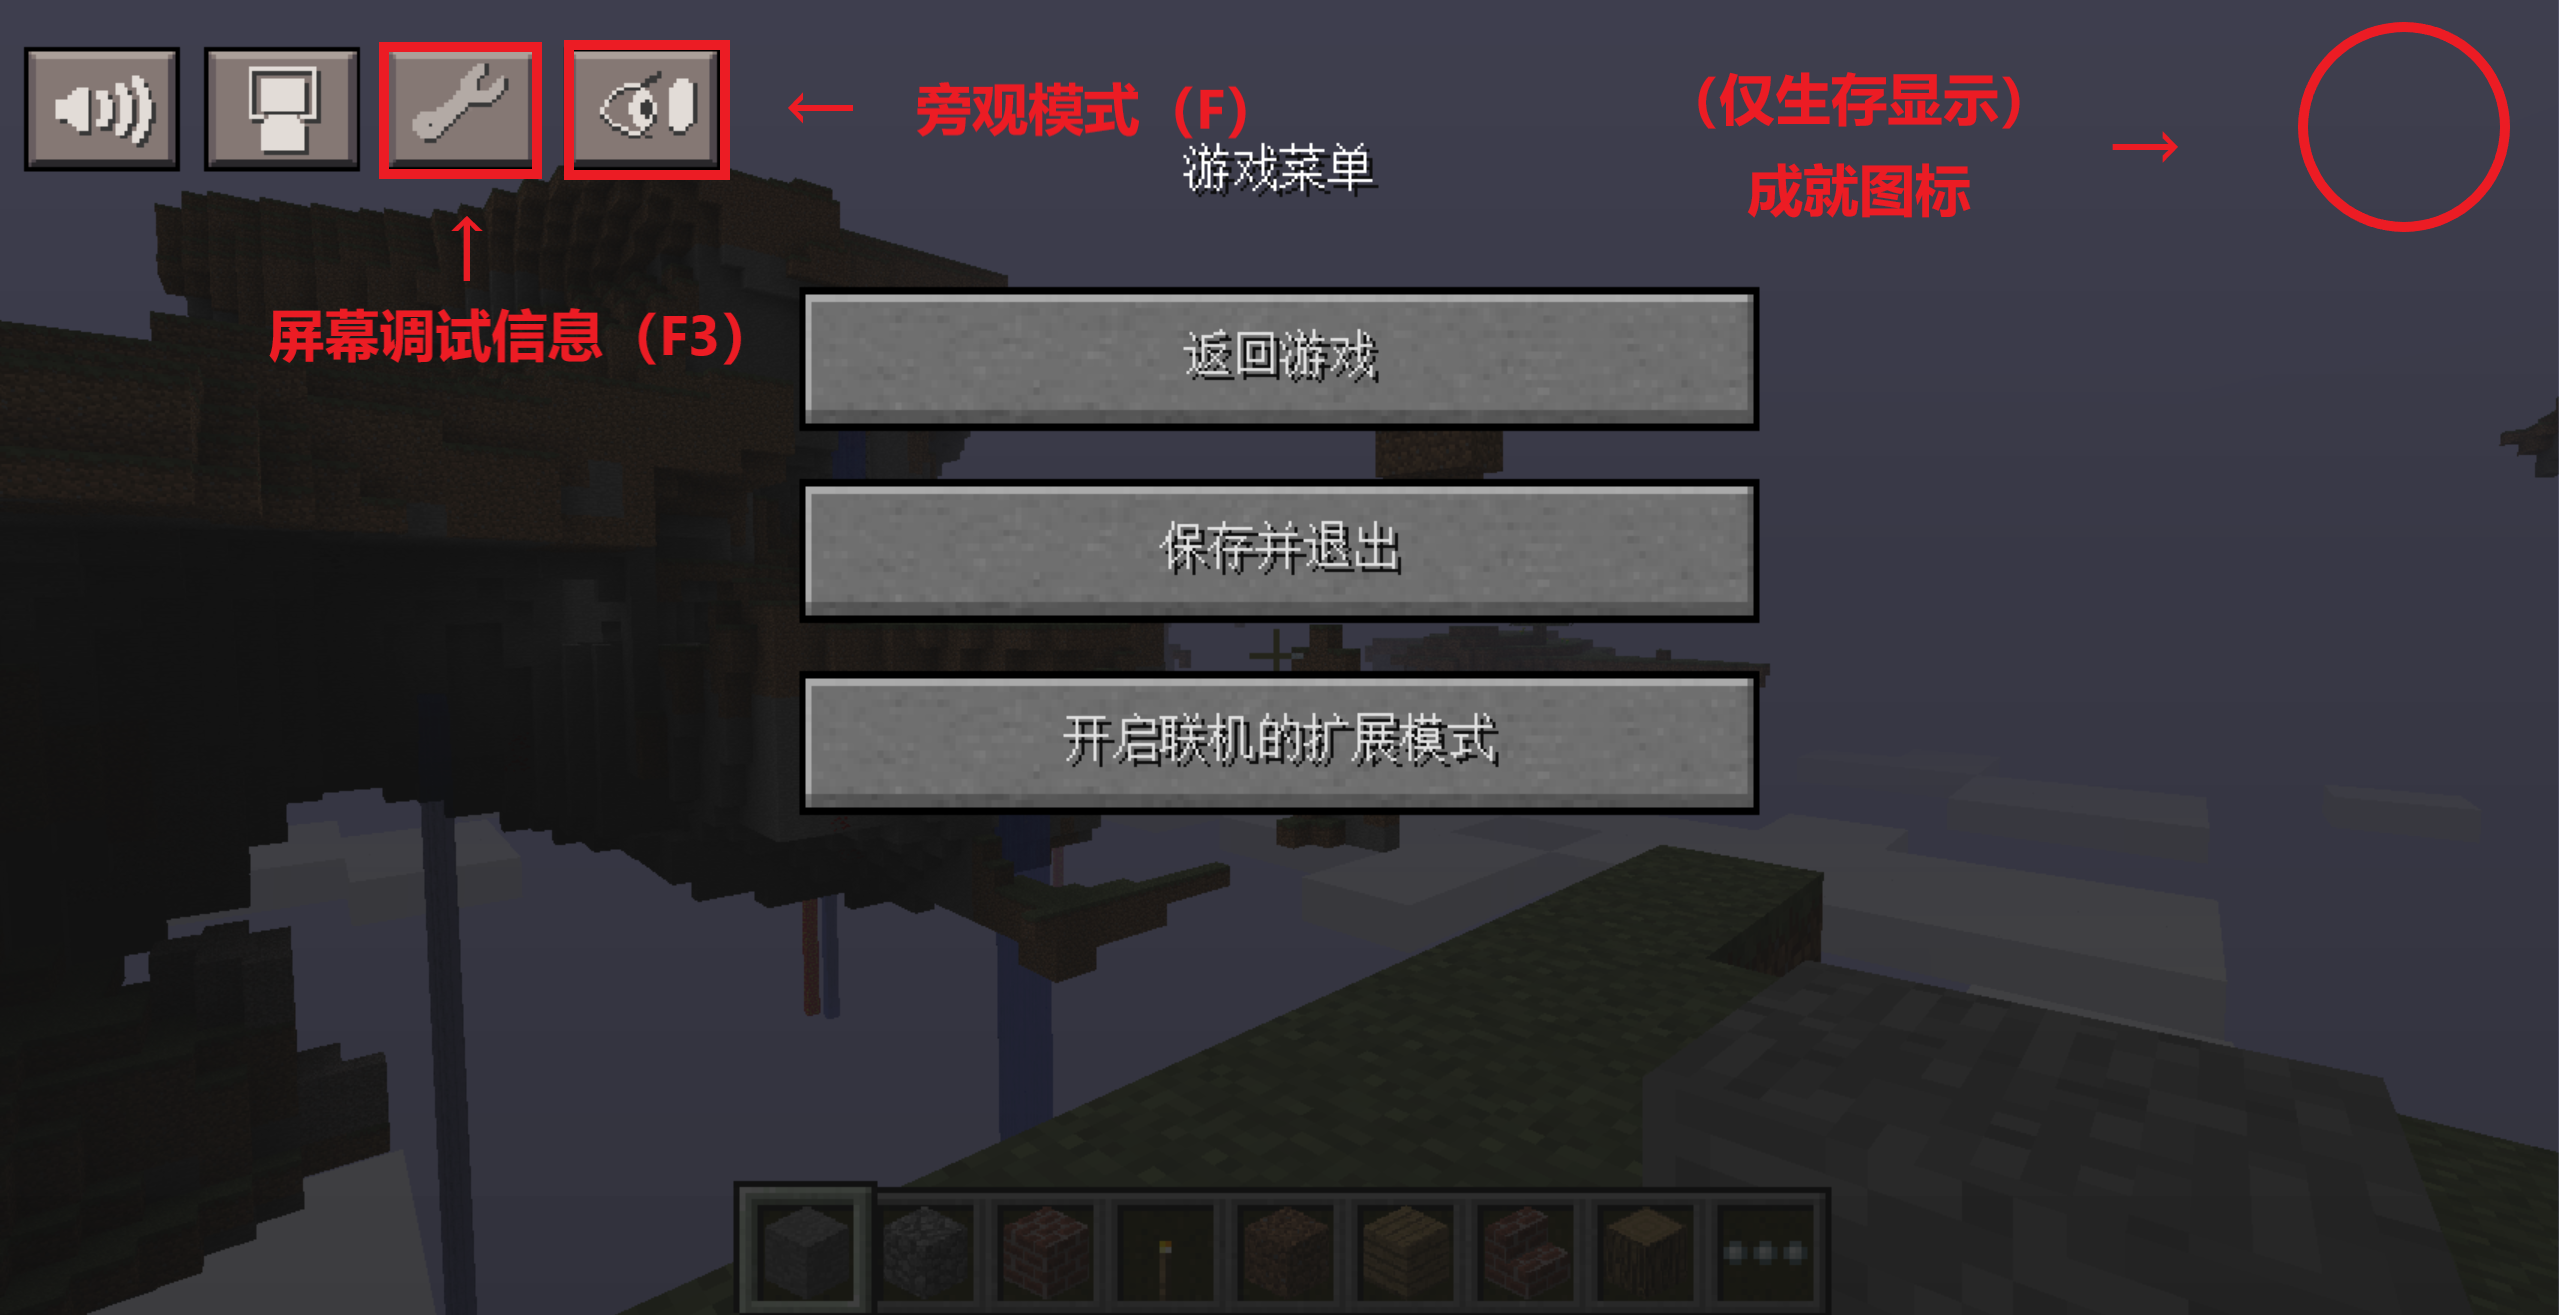 旁观模式（F）
（仅生存显示）
成就图标
游戏菜单
屏幕调试信息（F3）
返回游戏
保存并退出
开启联机的扩展模式